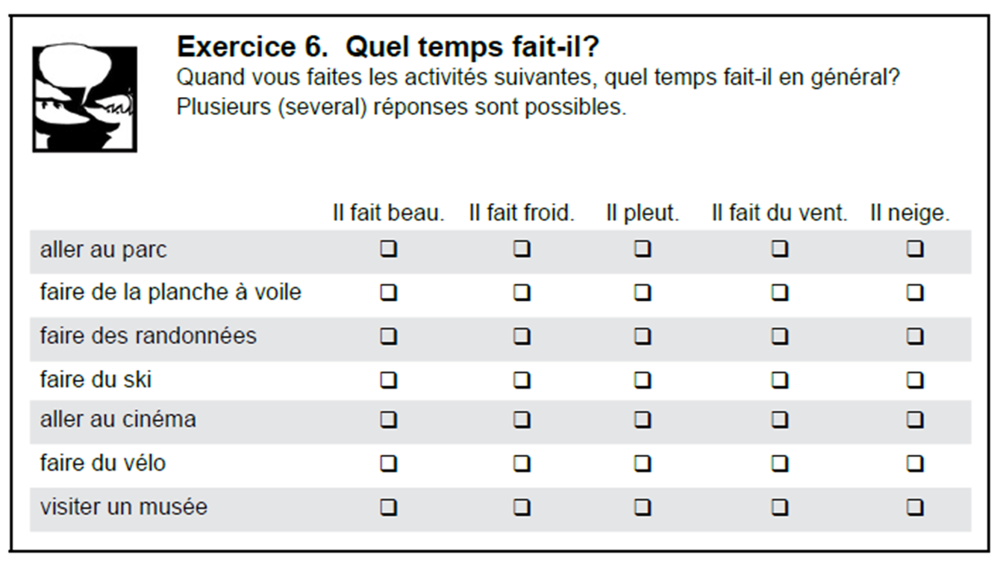 Exercice 6. Quel temps fait-il?
Quand vous faites les activités suivantes, quel temps fait-il en général?
Plusieurs (several) réponses sont possibles.
Il fait beau. Il fait froid. Il pleut. Il fait du vent. Il neige.
aller au parc ❏ ❏ ❏ ❏ ❏
faire de la planche à voile ❏ ❏ ❏ ❏ ❏
faire des randonnées ❏ ❏ ❏ ❏ ❏
faire du ski ❏ ❏ ❏ ❏ ❏
aller au cinéma ❏ ❏ ❏ ❏ ❏
faire du vélo ❏ ❏ ❏ ❏ ❏
visiter un musée ❏ ❏ ❏ ❏ ❏